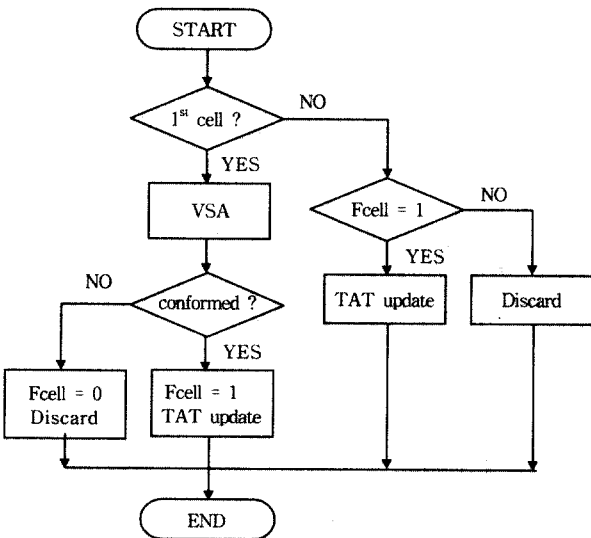 START
1st cell ?
NO
YES
VSA
Fcell = 1
NO
YES
conformed ?
NO
TAT update
Discard
YES
Fcell = 0
Discard
Fcell = 1
TAT update
END